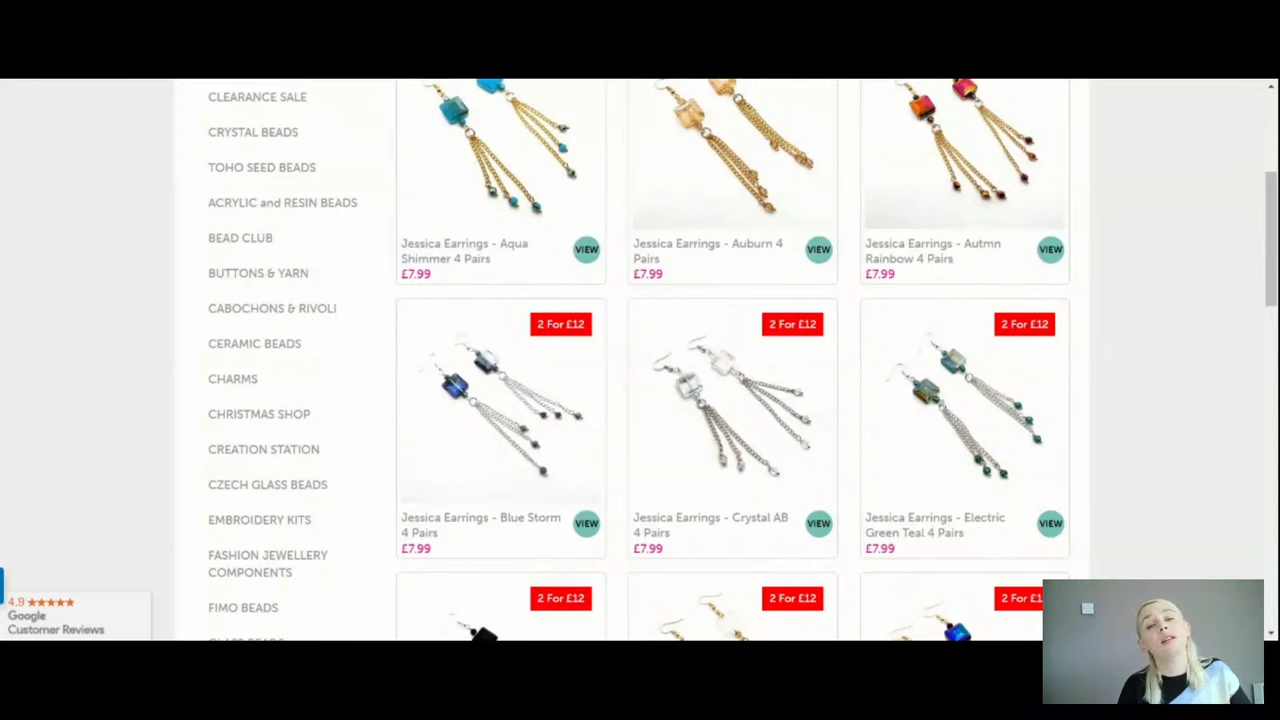 CLEARANCE SALE
CRYSTAL BEADS
TOHO SEED BEADS
ACRYLIC and RESIN BEADS
BEAD CLUB
BUTTONS & YARN
CABOCHONS & RIVOLI
CERAMIC BEADS
CHARMS
CHRISTMAS SHOP
CREATION STATION
CZECH GLASS BEADS
EMBROIDERY KITS
FASHION JEWELLERY
COMPONENTS
FIMO BEADS
4.9
Google
Customer Reviews
Jessica Earrings - Aqua
Shimmer 4 Pairs
£7.99
VIEW
Jessica Earrings - Auburn 4
Pairs
£7.99
VIEW
Jessica Earrings - Autmn
Rainbow 4 Pairs
£7.99
VIEW
2 For £12
Jessica Earrings - Blue Storm
4 Pairs
£7.99
VIEW
2 For £12
Jessica Earrings - Crystal AB
4 Pairs
£7.99
VIEW
2 For £12
Jessica Earrings - Electric
Green Teal 4 Pairs
£7.99
VIEW
2 For £12
2 For £12
2 For £1